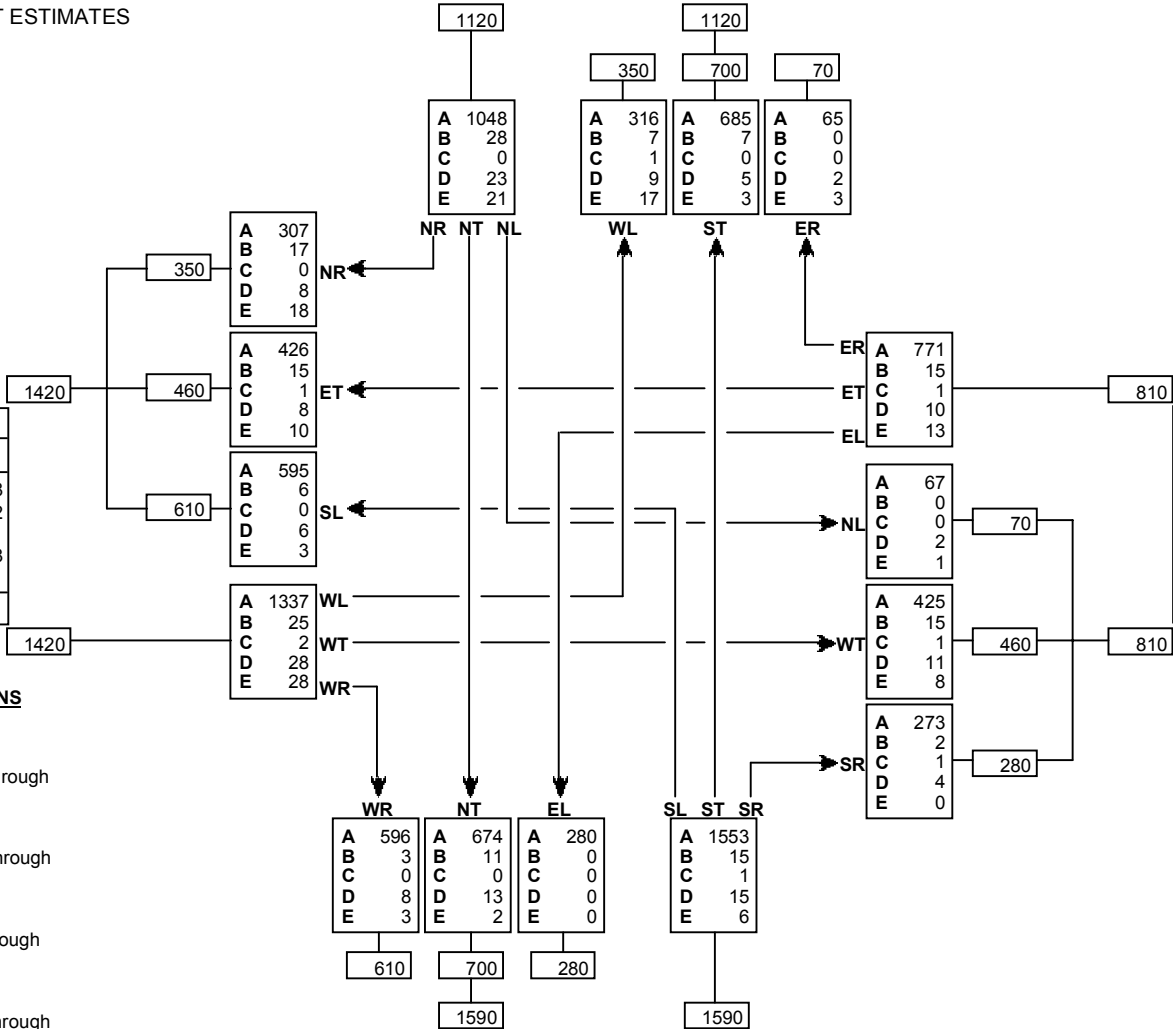 T ESTIMATES
1120
1120
350
700
70
A 1048
B 28
C 0
D 23
E 21
A 316
B 7
C 1
D 9
E 17
A 685
B 7
C 0
D 5
E 3
A 65
B 0
C 0
D 2
E 3
NR NT NL
WL
ST
ER
350
A 307
B 17
C 0
D 8
E 18
NR
1420
460
A 426
B 15
C 1
D 8
E 10
ET
610
A 595
B 6
C 0
D 6
E 3
SL
1420
A 1337
B 25
C 2
D 28
E 28
WL
WT
WR
ER
ET
EL
A 771
B 15
C 1
D 10
E 13
810
NL
A 67
B 0
C 0
D 2
E 1
70
WT
A 425
B 15
C 1
D 11
E 8
460
810
SR
A 273
B 2
C 1
D 4
E 0
280
NS
rough
hrough
ough
hrough
WR
NT
EL
SL ST SR
A 596
B 3
C 0
D 8
E 3
A 674
B 11
C 0
D 13
E 2
A 280
B 0
C 0
D 0
E 0
A 1553
B 15
C 1
D 15
E 6
610
700
280
1590
1590